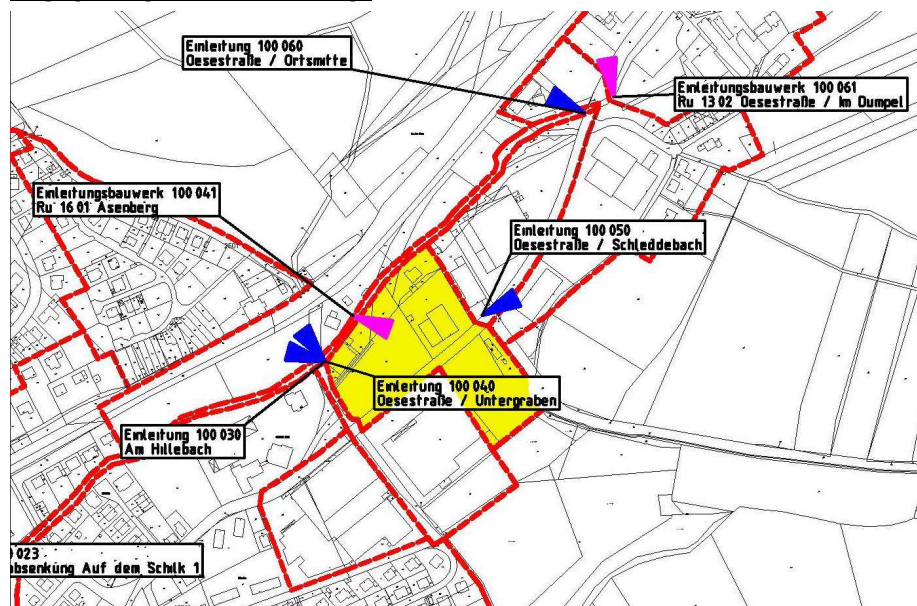 Einleitung 100 060
Oesestraße / Ortsmitte
Einleitungsbauwerk 100 061
Ru 13 02 Oesestraße / Im Dumpel
Einleitungsbauwerk 100 041
Ru 16 01 Asenberg
Einleitung 100 050
Oesestraße / Schleddebach
Einleitung 100 040
Oesestraße / Untergraben
Einleitung 100 030
Am Hillebach
023
absenkung Auf dem Schilk 1